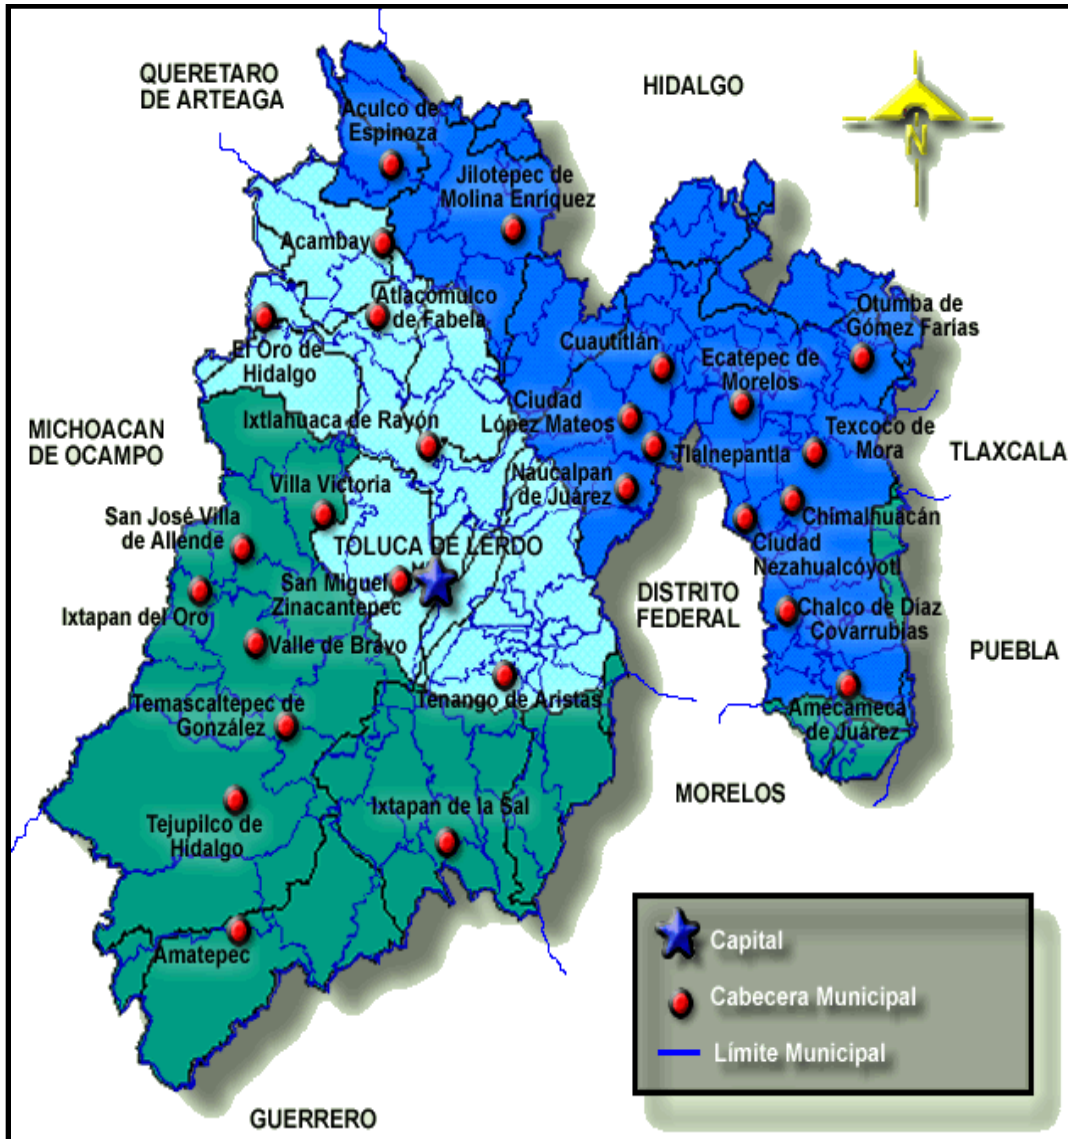 QUERETARO
DE ARTEAGA
HIDALGO
Aculco de
Espinoza
Jilotepec de
Molina Enríquez
N
Acambay
Atlacomulco
de Fabela
Otumba de
Gómez Farias
El Oro de
Hidalgo
Cuautitlán
Ecatepec de
Morelos
Ixtlahuaca de Rayón
Ciudad
López Mateos
Texcoco de
Mora
MICHOACAN
DE OCAMPO
TLAXCALA
Tlalnepantla
Naucalpan
de Juárez
Villa Victoria
Chimalhuacán
San José Villa
de Allende
TOLUCA DE LERDO
Ciudad
Nezahualcóyotl
San Miguel
Zinacantepec
DISTRITO
FEDERAL
Ixtapan del Oro
Chalco de Díaz
Covarrubias
Valle de Bravo
PUEBLA
Temascaltepec de
González
Tenango de Aristas
Amecameca
de Juárez
MORELOS
Ixtapan de la Sal
Tejupilco de
Hidalgo
Amatepec
Capital
Cabecera Municipal
Límite Municipal
GUERRERO